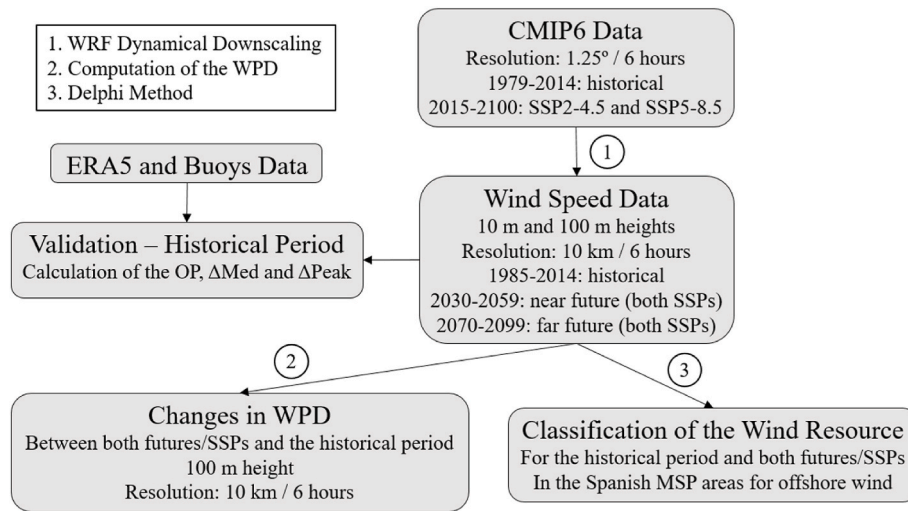 1. WRF Dynamical Downscaling
2. Computation of the WPD
3. Delphi Method
CMIP6 Data
Resolution: 1.25º / 6 hours
1979-2014: historical
2015-2100: SSP2-4.5 and SSP5-8.5
1
ERA5 and Buoys Data
Wind Speed Data
10 m and 100 m heights
Resolution: 10 km / 6 hours
1985-2014: historical
2030-2059: near future (both SSPs)
2070-2099: far future (both SSPs)
Validation – Historical Period
Calculation of the OP, ΔMed and ΔPeak
2
3
Changes in WPD
Between both futures/SSPs and the historical period
100 m height
Resolution: 10 km / 6 hours
Classification of the Wind Resource
For the historical period and both futures/SSPs
In the Spanish MSP areas for offshore wind